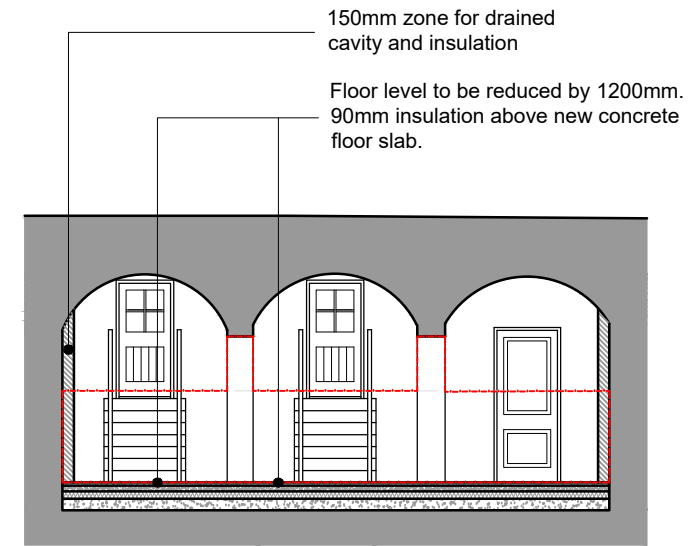 150mm zone for drained
cavity and insulation
Floor level to be reduced by 1200mm.
90mm insulation above new concrete
floor slab.